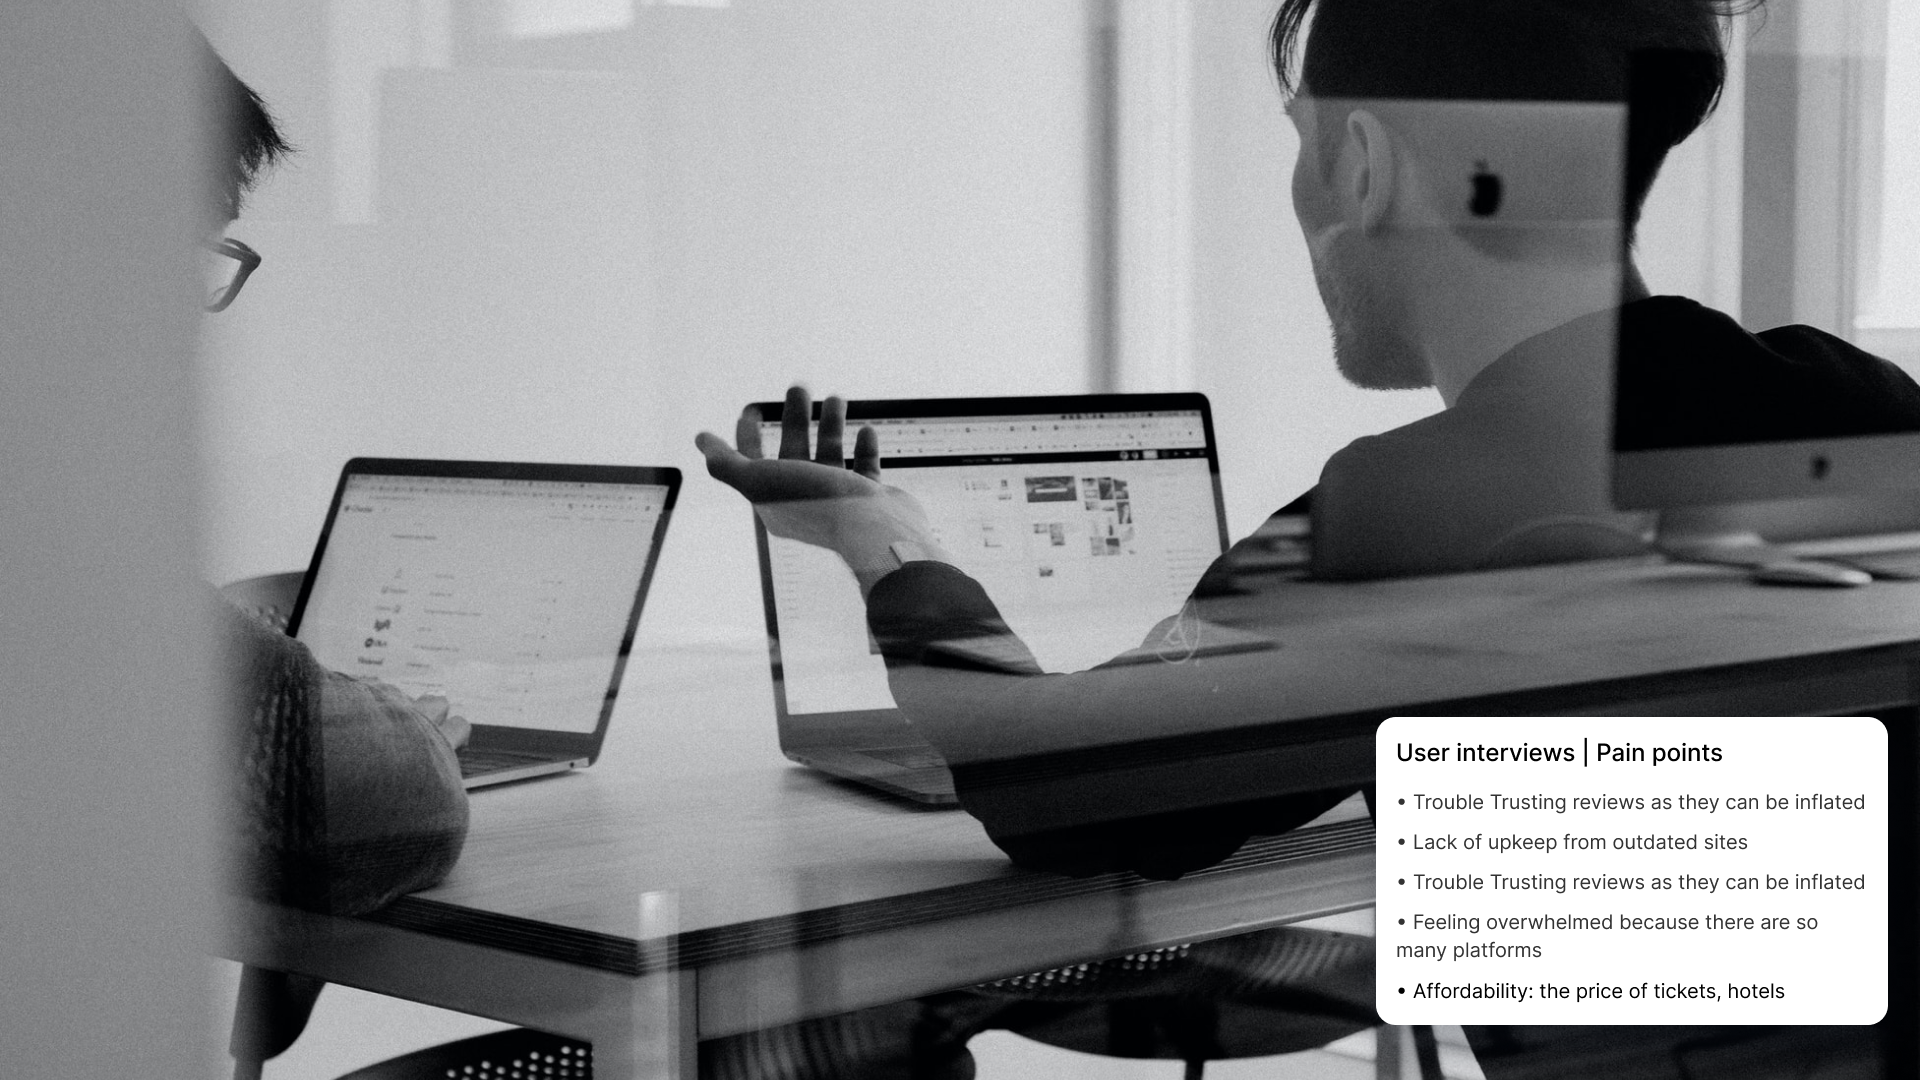 User interviews | Pain points
• Trouble Trusting reviews as they can be inflated
• Lack of upkeep from outdated sites
• Trouble Trusting reviews as they can be inflated
• Feeling overwhelmed because there are so
many platforms
• Affordability: the price of tickets, hotels